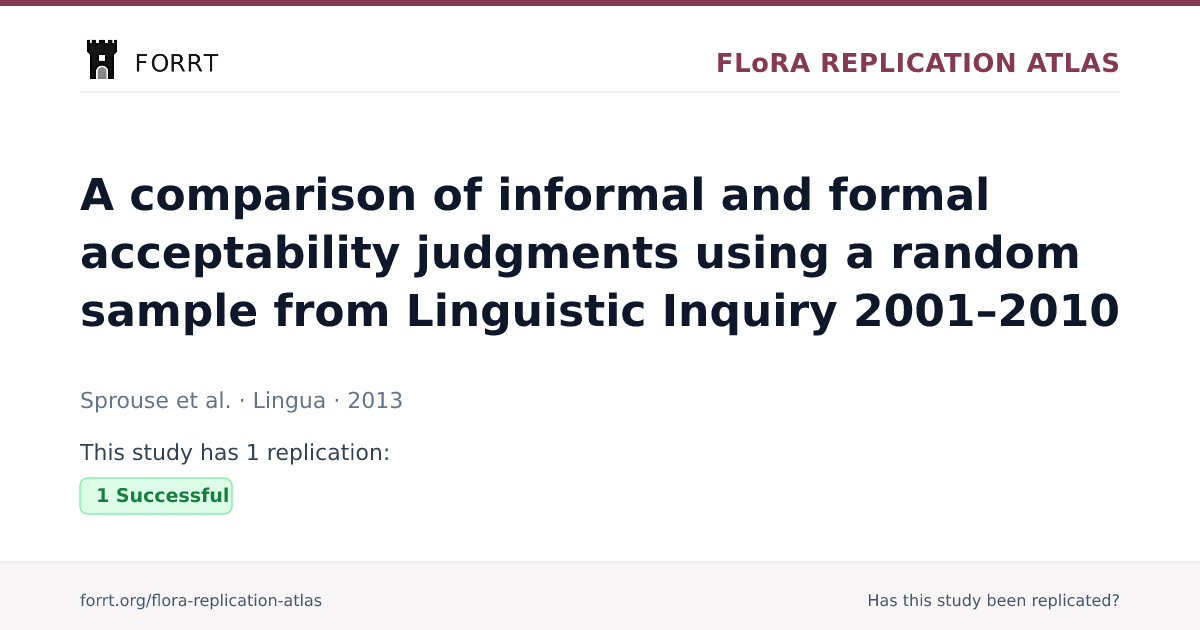 FORRT
FLoRA REPLICATION ATLAS
A comparison of informal and formal
acceptability judgments using a random
sample from Linguistic Inquiry 2001–2010
Sprouse et al. · Lingua · 2013
This study has 1 replication:
1 Successful
forrt.org/flora-replication-atlas
Has this study been replicated?